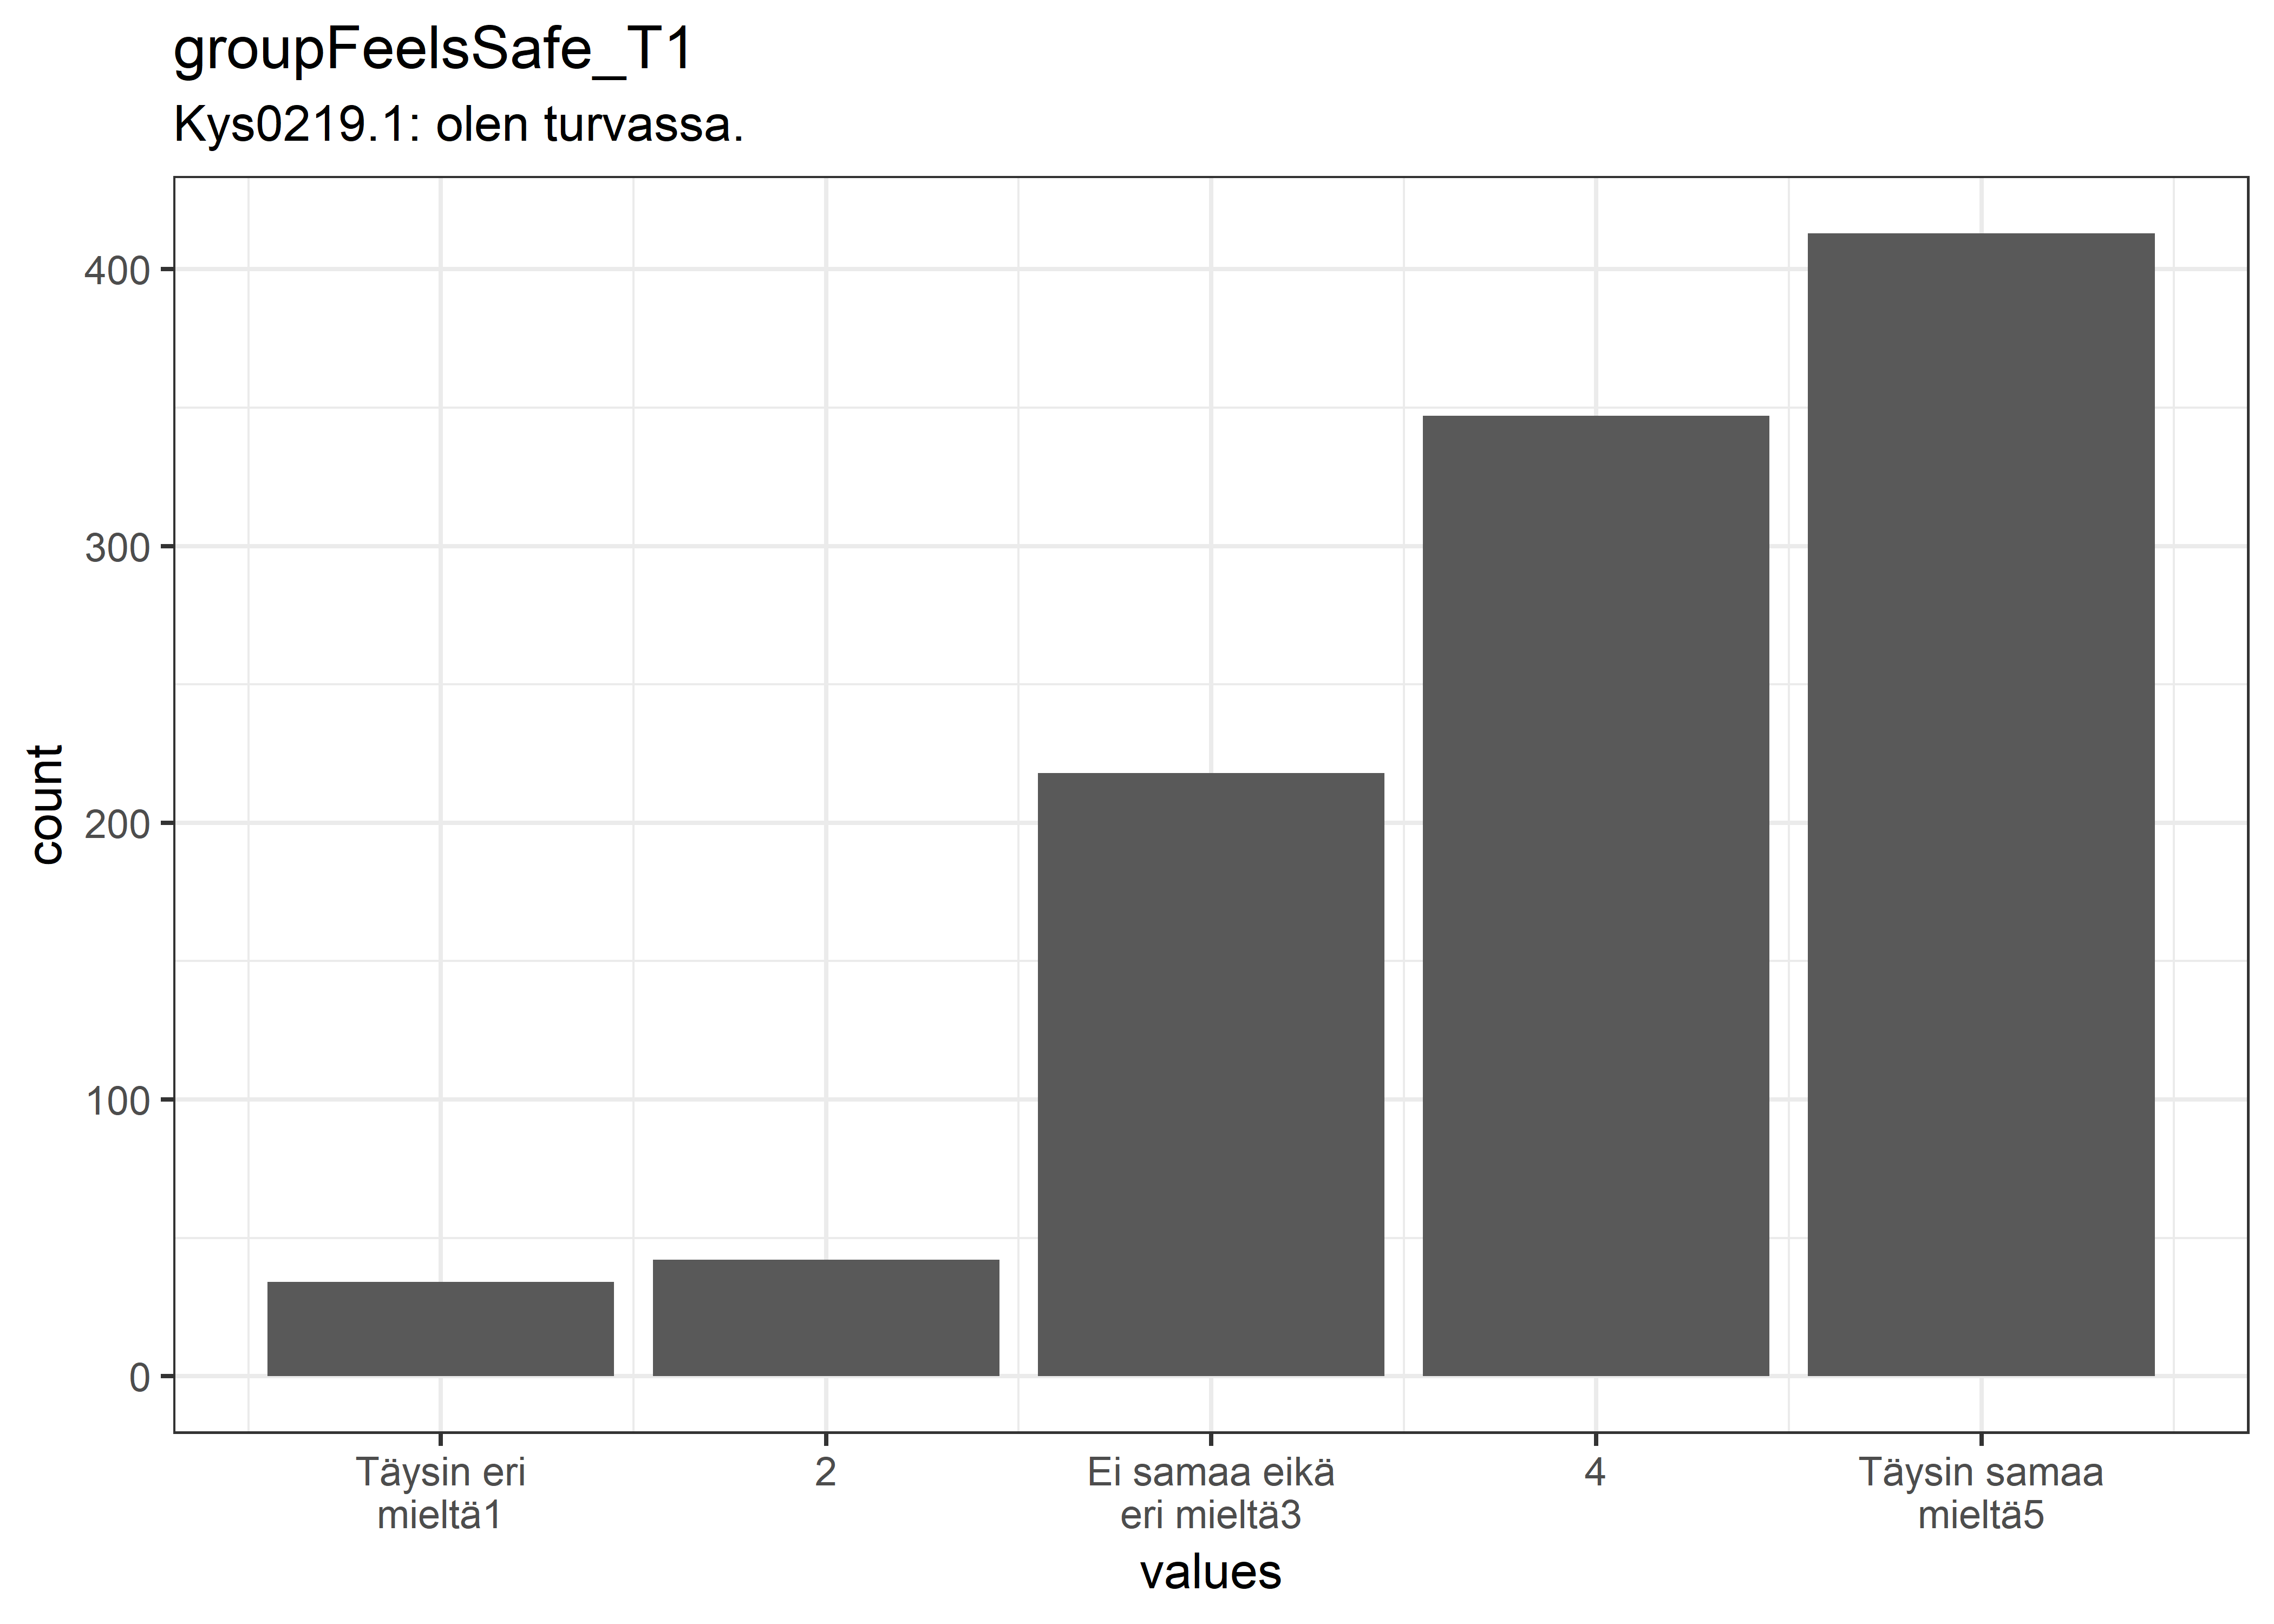 groupFeelsSafe_T1
Kys0219.1: olen turvassa.
count
400
300
200
100
0
Täysin eri
mieltä1
2
Ei samaa eikä
eri mieltä3
4
Täysin samaa
mieltä5
values